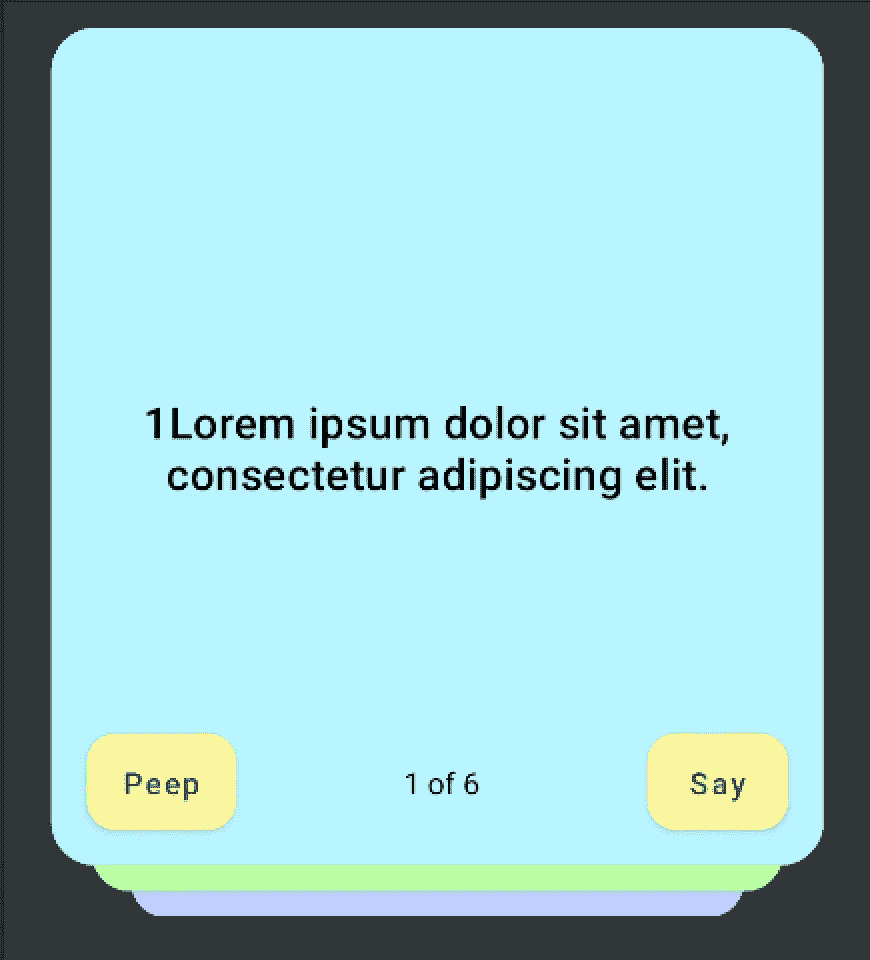 1Lorem ipsum dolor sit amet,
consectetur adipiscing elit.
Peep
1 of 6
Say